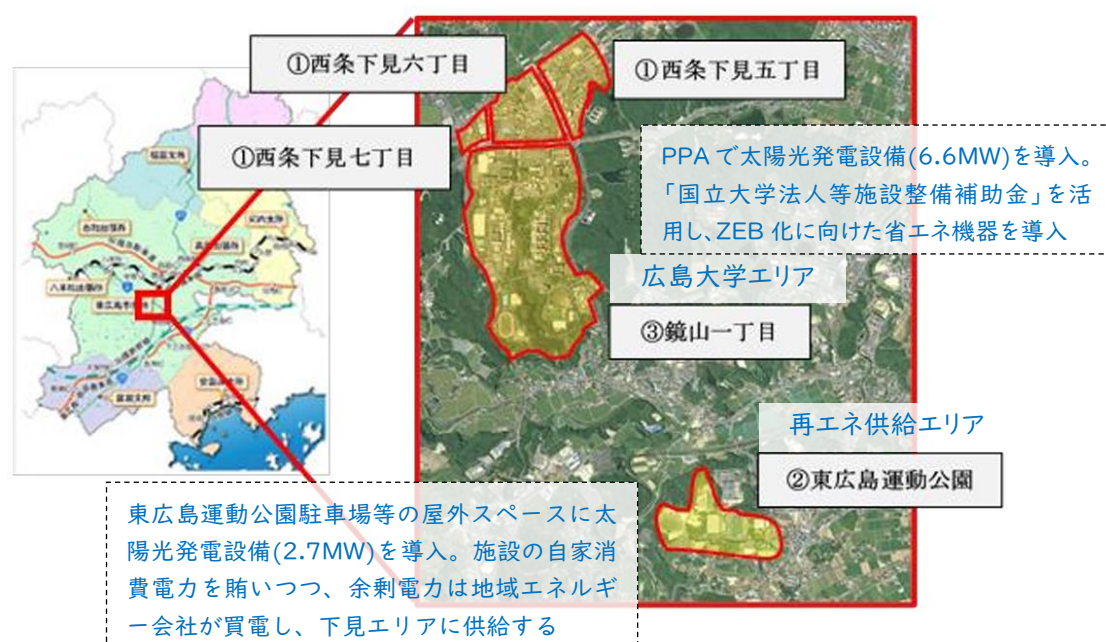 ①西条下見六丁目
①西条下見五丁目
①西条下見七丁目
PPAで太陽光発電設備(6.6MW)を導入。
「国立大学法人等施設整備補助金」を活
用し、ZEB化に向けた省エネ機器を導入
広島大学エリア
③鏡山一丁目
再エネ供給エリア
②東広島運動公園
東広島運動公園駐車場等の屋外スペースに太
陽光発電設備(2.7MW)を導入。施設の自家消
費電力を賄いつつ、余剰電力は地域エネルギ
ー会社が買電し、下見エリアに供給する